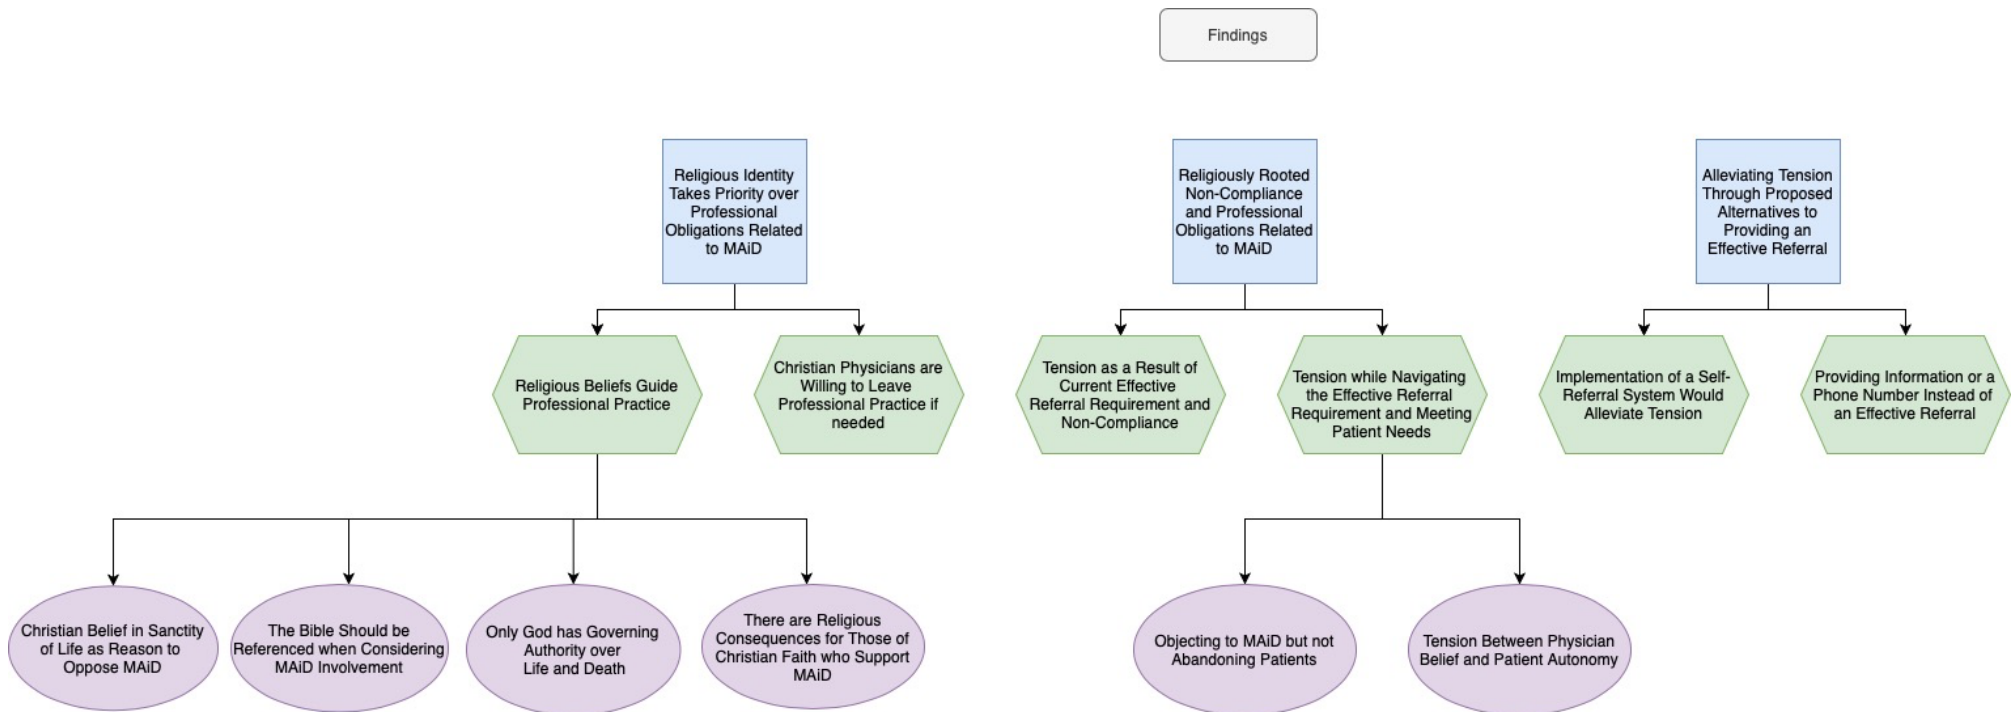 Findings
Religious Identity
Takes Priority over
Professional
Obligations Related
to MAiD
Religiously Rooted
Non-Compliance
and Professional
Obligations Related
to MAiD
Alleviating Tension
Through Proposed
Alternatives to
Providing an
Effective Referral
Religious Beliefs Guide
Professional Practice
Christian Physicians are
Willing to Leave
Professional Practice if
needed
Tension as a Result of
Current Effective
Referral Requirement and
Non-Compliance
Tension while Navigating
the Effective Referral
Requirement and Meeting
Patient Needs
Implementation of a Self-
Referral System Would
Alleviate Tension
Providing Information or a
Phone Number Instead of
an Effective Referral
Christian Belief in Sanctity
of Life as Reason to
Oppose MAiD
The Bible Should be
Referenced when Considering
MAiD Involvement
Only God has Governing
Authority over
Life and Death
There are Religious
Consequences for Those of
Christian Faith who Support
MAiD
Objecting to MAiD but not
Abandoning Patients
Tension Between Physician
Belief and Patient Autonomy